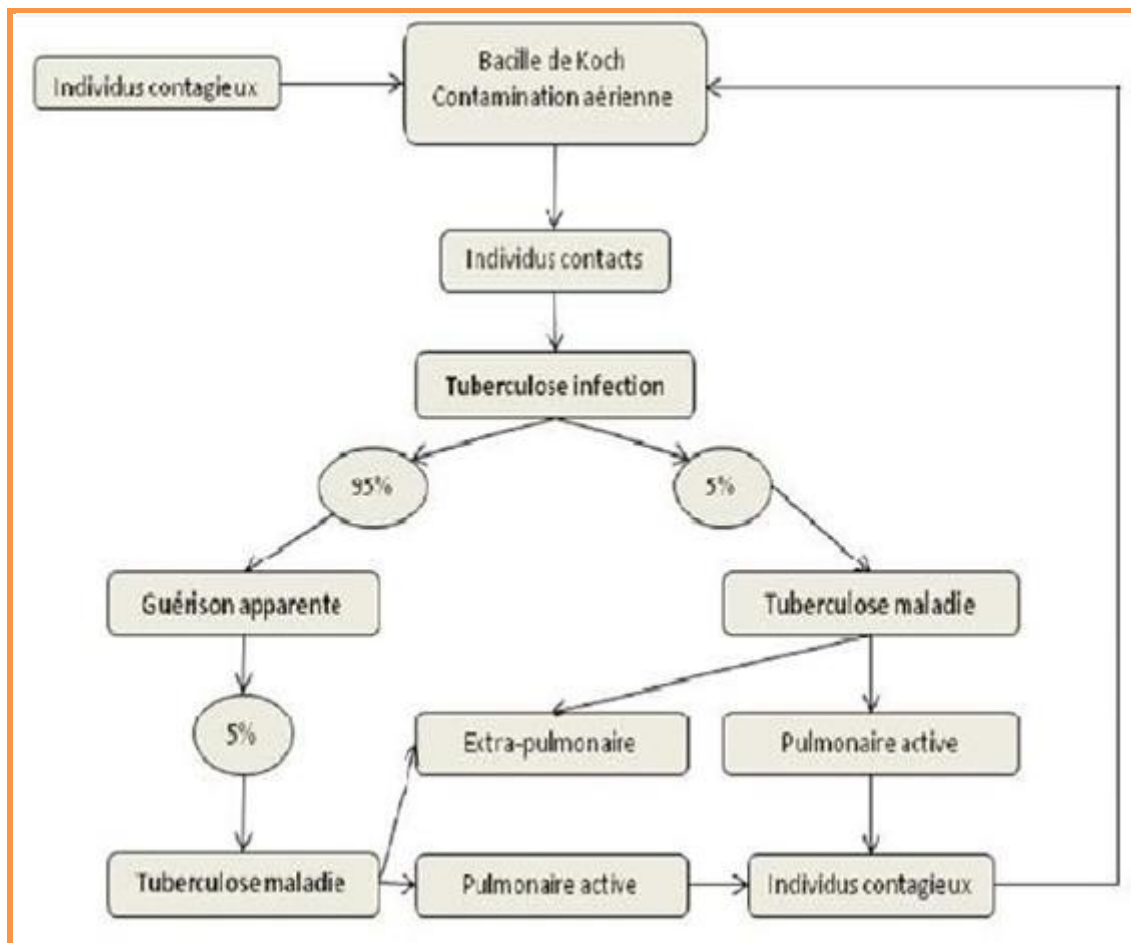 Individus contagieux
Bacille de Koch
Contamination aérienne
Individus contacts
Tuberculose infection
95%
5%
Guérison apparente
Tuberculose maladie
5%
Extra-pulmonaire
Pulmonaire active
Tuberculose maladie
Pulmonaire active
Individus contagieux